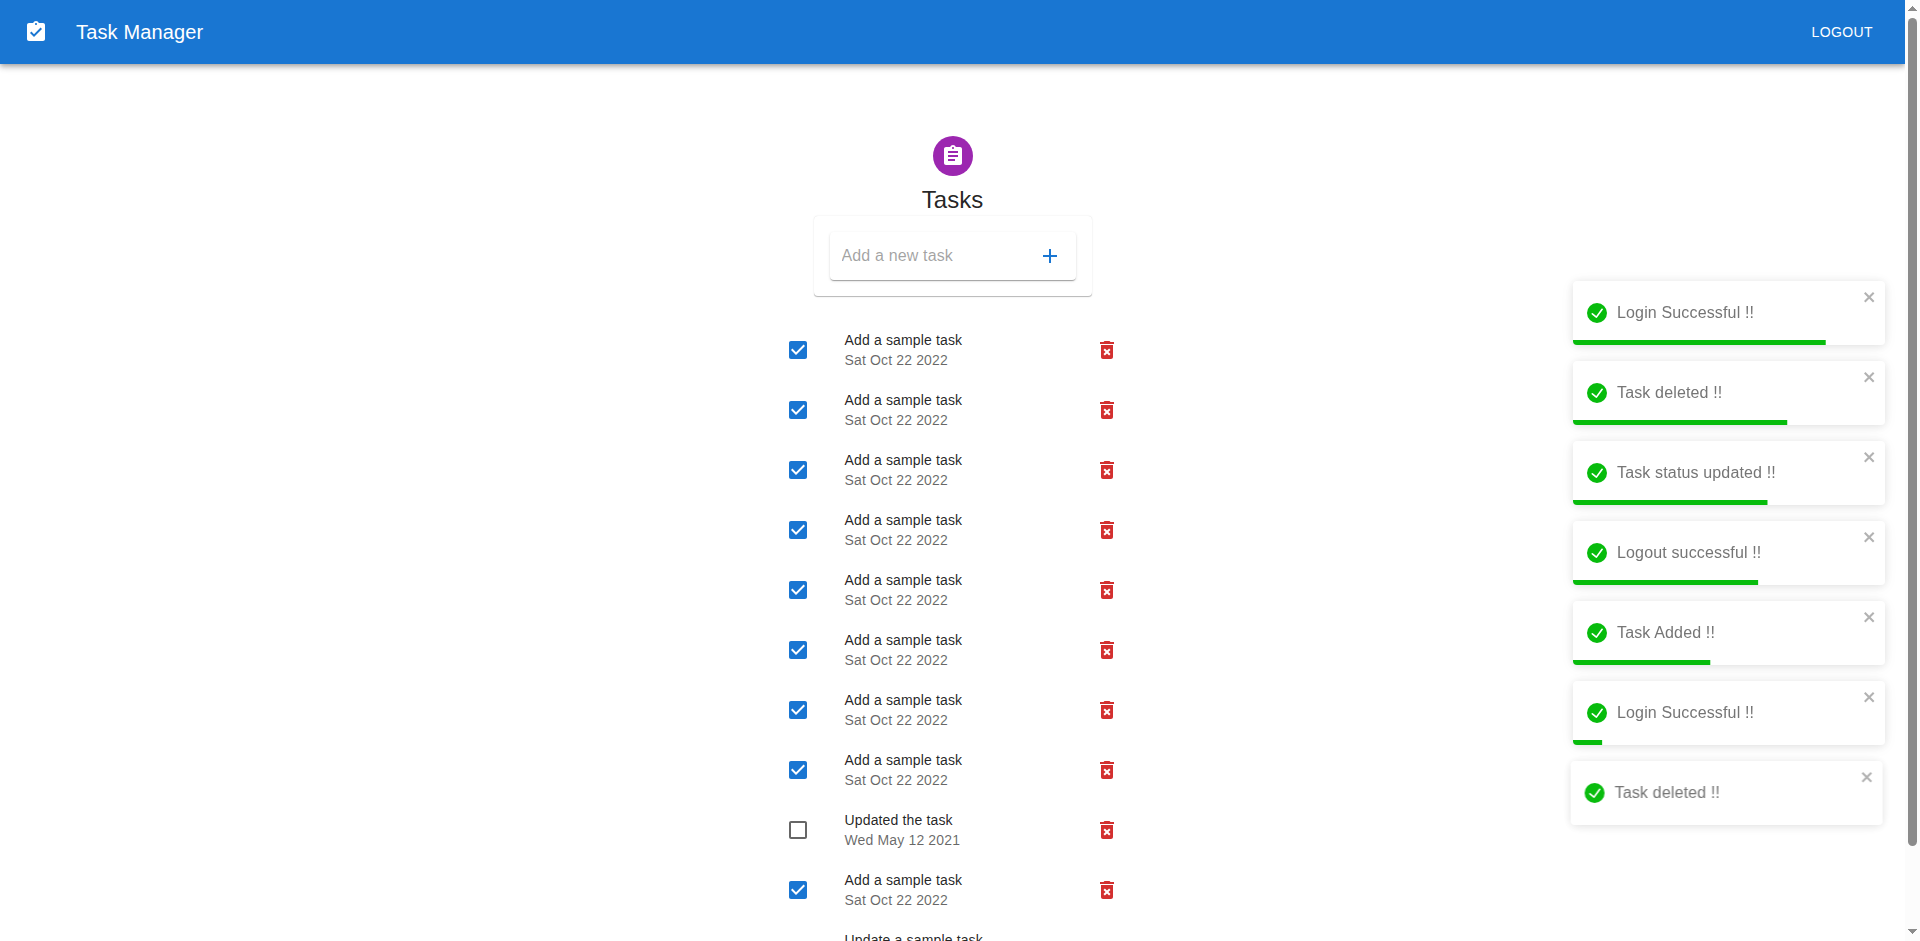 Task Manager
LOGOUT
Tasks
Add a new task
Add a sample task
Sat Oct 22 2022
Add a sample task
Sat Oct 22 2022
Add a sample task
Sat Oct 22 2022
Add a sample task
Sat Oct 22 2022
Add a sample task
Sat Oct 22 2022
Add a sample task
Sat Oct 22 2022
Add a sample task
Sat Oct 22 2022
Add a sample task
Sat Oct 22 2022
Updated the task
Wed May 12 2021
Add a sample task
Sat Oct 22 2022
Update a sample task
Login Successful !!
Task deleted !!
Task status updated !!
Logout successful !!
Task Added !!
Login Successful !!
Task deleted !!